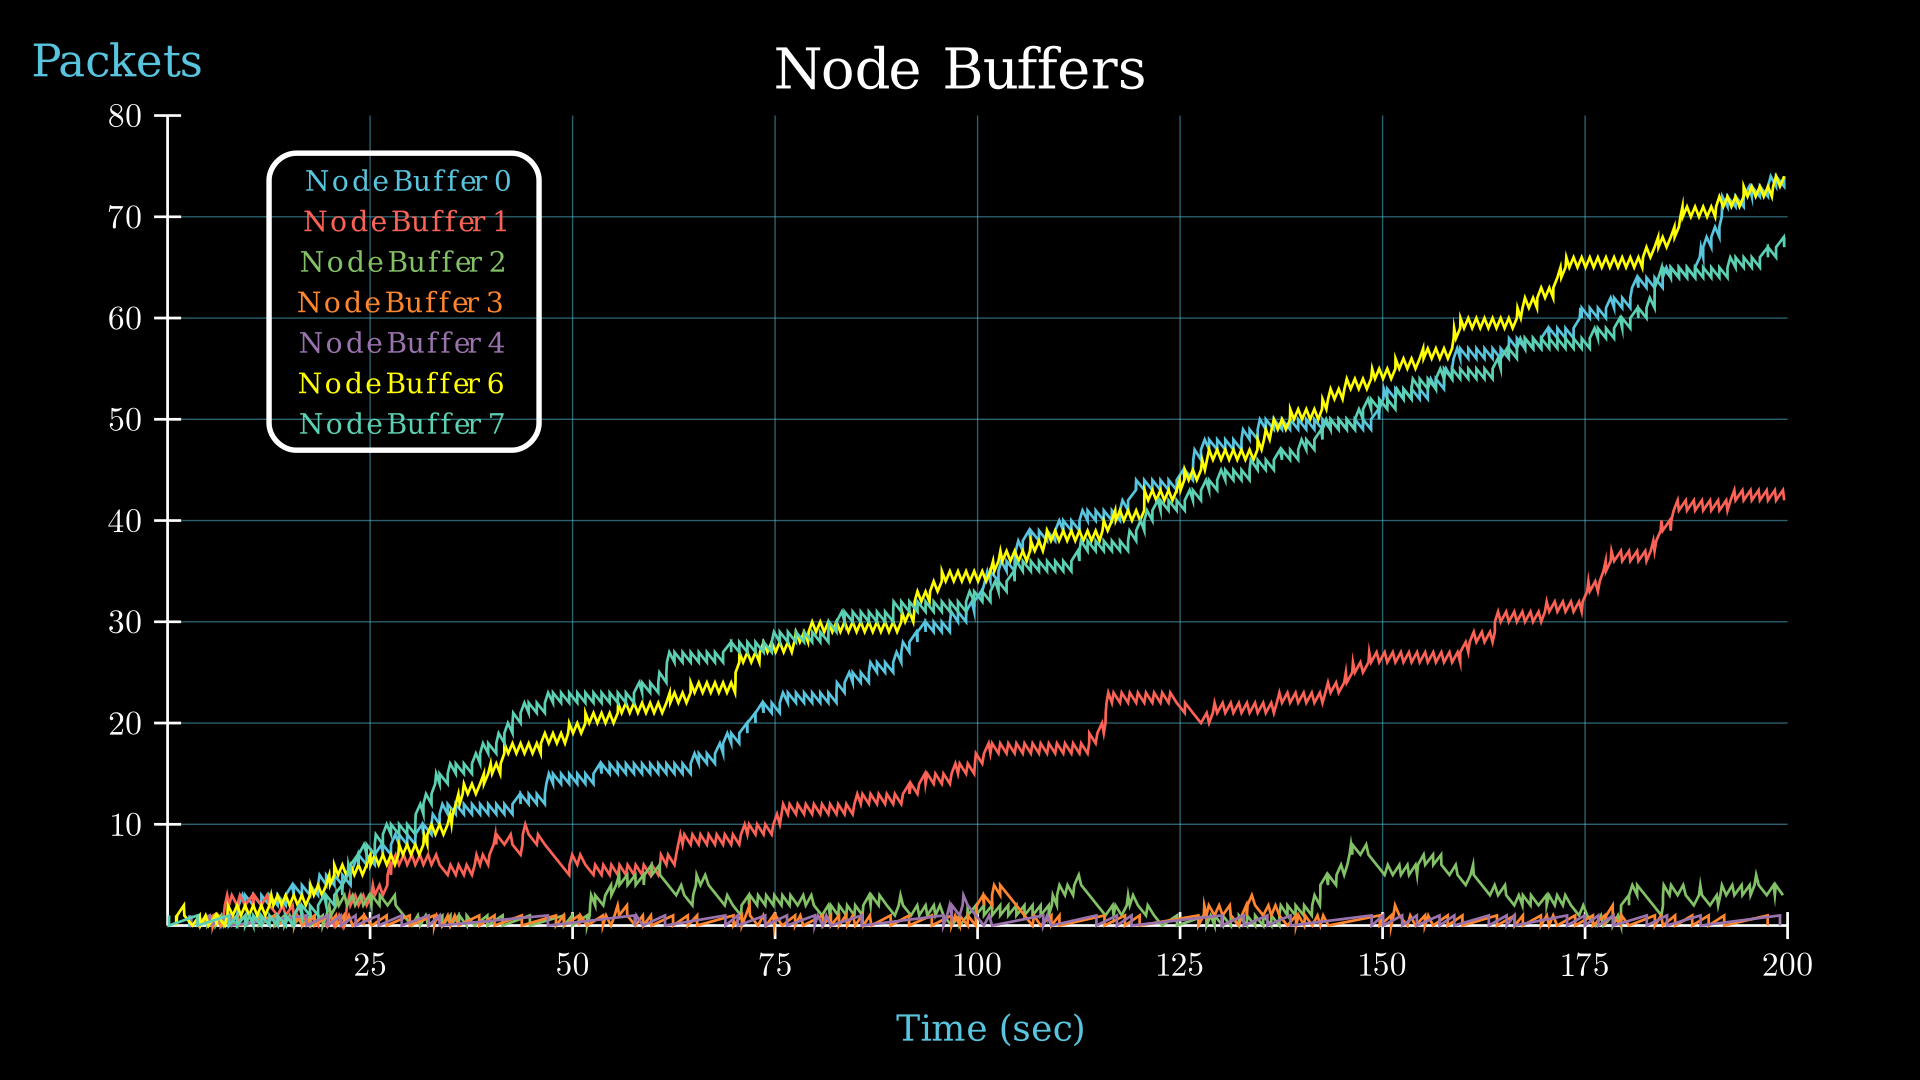 Packets
Node Buffers
80
70
60
50
40
30
20
10
Node Buffer 0
Node Buffer 1
Node Buffer 2
Node Buffer 3
Node Buffer 4
Node Buffer 6
Node Buffer 7
25 50 75 100 125 150 175 200
Time (sec)